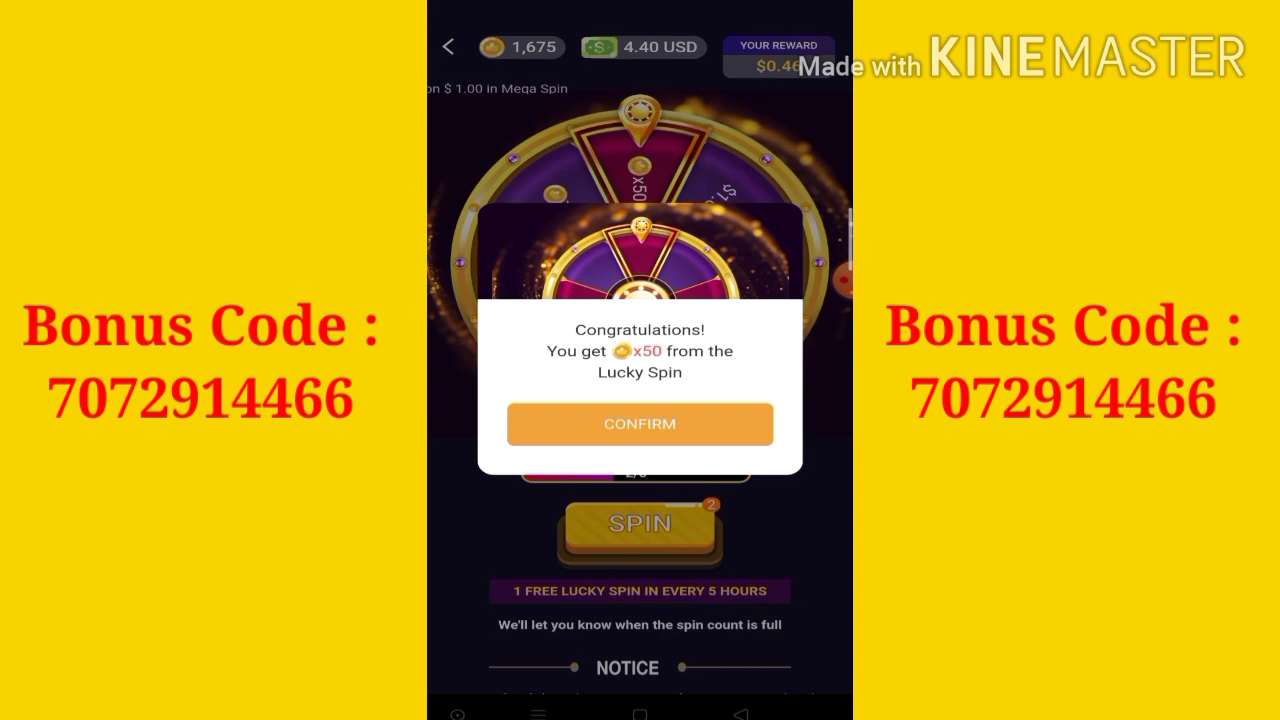 Bonus Code :
7072914466
1,675
4.40 USD
YOUR REWARD
$0.46
on $ 1.00 in Mega Spin
x50
Congratulations!
You get x50 from the
Lucky Spin
CONFIRM
SPIN
2
1 FREE LUCKY SPIN IN EVERY 5 HOURS
We'll let you know when the spin count is full
NOTICE
Made with KINEMASTER
Bonus Code :
7072914466